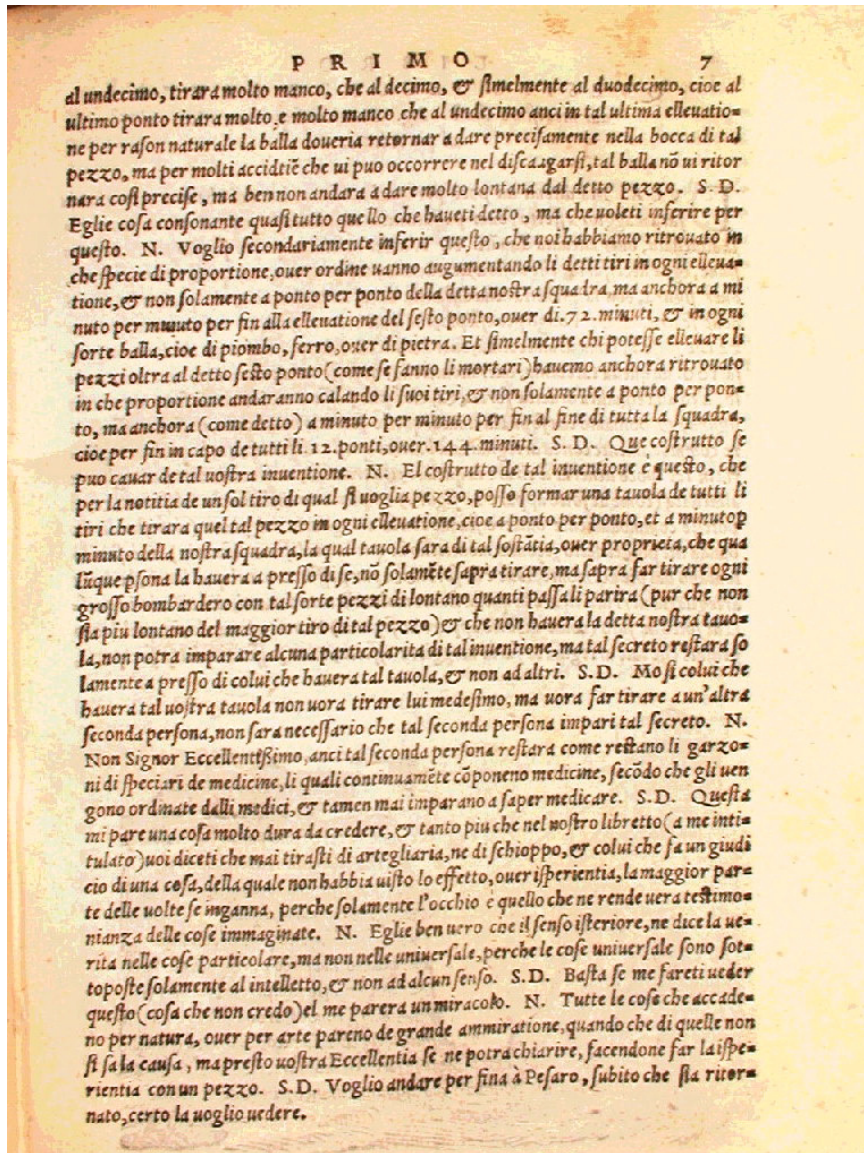 PRIMO 7
al undecimo, tirara molto manco, che al decimo, & simelmente al duodecimo, cioe al
ultimo ponto tirara molto, e molto manco che al undecimo anci in tal ultima elleuatio=
ne per rason naturale la balla doueria retornar a dare precisamente nella bocca di tal
pezzo, ma per molti accidētiē che ui puo occorrere nel discargarsi, tal balla nō ui ritor
nara cosi precise, ma ben non andara a dare molto lontana dal detto pezzo. S. D.
Eglie cosa consonante quasi tutto quello che haueti detto, ma che uoleti inferire per
questo. N. Voglio secondariamente inferir questo, che noi habbiamo ritrouato in
che specie di proportione, ouer ordine uanno augumentando li detti tiri in ogni elleua=
tione, & non solamente a ponto per ponto della detta nostra squadra, ma anchora a mi
nuto per minuto per fin alla elleuatione del sesto ponto, ouer di.72.minuti, & in ogni
sorte balla, cioe di piombo, ferro, ouer di pietra. Et simelmente chi potesse elleuare li
pezzi oltra al detto sesto ponto (come se fanno li mortari) hauemo anchora ritrouato
in che proportione andaranno calando li suoi tiri, & non solamente a ponto per pon=
to, ma anchora (come detto) a minuto per minuto per fin al fine di tutta la squadra,
cioe per fin in capo de tutti li.12.ponti, ouer.144.minuti. S. D. Que costrutto se
puo cauar de tal uostra inuentione. N. El costrutto de tal inuentione è questo, che
per la notitia de un sol tiro di qual si uoglia pezzo, posso formar una tauola de tutti li
tiri che tirara quel tal pezzo in ogni elleuatione, cioe a ponto per ponto, et a minuto ꝑ
minuto della nostra squadra, la qual tauola sara di tal sostātia, ouer proprieta, che qua
lūque ꝑsona la hauera a presso di se, nō solamēte sapra tirare, ma sapra far tirare ogni
grosso bombardero con tal sorte pezzi di lontano quanti passa li parira (pur che non
sia piu lontano del maggior tiro di tal pezzo) & che non hauera la detta nostra tauo=
la, non potra imparare alcuna particolarita di tal inuentione, ma tal secreto restara so
lamente a presso di colui che hauera tal tauola, & non ad altri. S. D. Mo si colui che
hauera tal uostra tauola non uora tirare lui medesimo, ma uora far tirare a un'altra
seconda persona, non sara necessario che tal seconda persona impari tal secreto. N.
Non Signor Eccellentissimo, anci tal seconda persona restara come restano li garzo=
ni di speciari de medicine, li quali continuamēte cōponeno medicine, secōdo che gli uen
gono ordinate dalli medici, & tamen mai imparano a saper medicare. S. D. Questa
mi pare una cosa molto dura da credere, & tanto piu che nel uostro libretto (a me inti=
tulato) uoi diceti che mai tirasti di artegliaria, ne di schioppo, & colui che fa un giudi
cio di una cosa, della quale non habbia uisto lo effetto, ouer isperientia, la maggior par=
te delle uolte se inganna, perche solamente l'occhio è quello che ne rende uera testimo=
nianza delle cose immaginate. N. Eglie ben uero che il senso isteriore, ne dice la ue=
rita nelle cose particolare, ma non nelle uniuersale, perche le cose uniuersale sono sot=
toposte solamente al intelletto, & non ad alcun senso. S. D. Basta se me fareti ueder
questo (cosa che non credo) el me parera un miracolo. N. Tutte le cose che accade=
no per natura, ouer per arte pareno de grande ammiratione, quando che di quelle non
si sa la causa, ma presto uostra Eccellentia se ne potra chiarire, facendone far la ispe=
rientia con un pezzo. S. D. Voglio andare per fina à Pesaro, subito che sia ritor=
nato, certo la uoglio uedere.